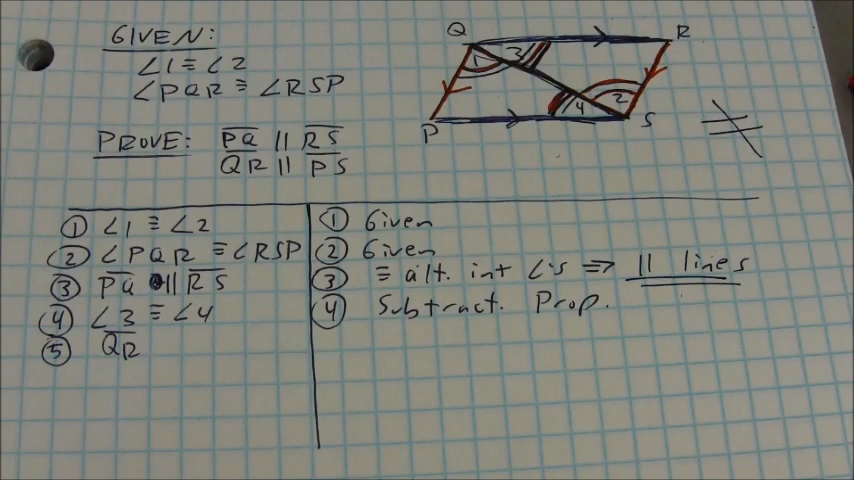 GIVEN:
∠1 ≅ ∠2
∠PQR ≅ ∠RSP
PROVE: PQ || RS
QR || PS
Q R
1 3
4 2
P S
① ∠1 ≅ ∠2 ① Given
② ∠PQR ≅ ∠RSP ② Given
③ PQ || RS ③ ≅ alt. int ∠'s ⇒ || lines
④ ∠3 ≅ ∠4 ④ Subtract. Prop.
⑤ QR